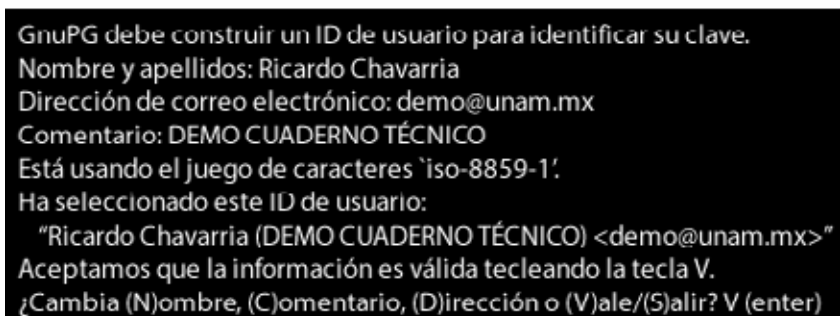 GnuPG debe construir un ID de usuario para identificar su clave.
Nombre y apellidos: Ricardo Chavarria
Dirección de correo electrónico: demo@unam.mx
Comentario: DEMO CUADERNO TÉCNICO
Está usando el juego de caracteres `iso-8859-1’.
Ha seleccionado este ID de usuario:
“Ricardo Chavarria (DEMO CUADERNO TÉCNICO) <demo@unam.mx>”
Aceptamos que la información es válida tecleando la tecla V.
¿Cambia (N)ombre, (C)omentario, (D)irección o (V)ale/(S)alir? V (enter)